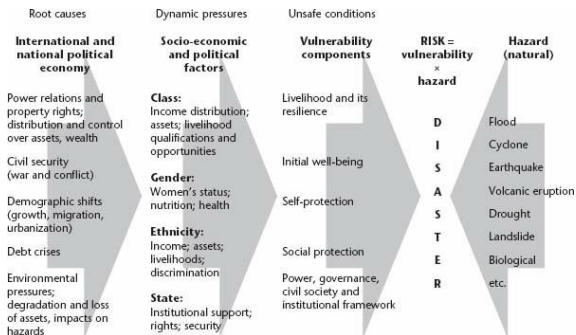 Root causes
International and
national political
economy
Power relations and
property rights;
distribution and control
over assets, wealth
Civil security
(war and conflict)
Demographic shifts
(growth, migration,
urbanization)
Debt crises
Environmental
pressures;
degradation and loss
of assets, impacts on
hazards
Dynamic pressures
Socio-economic
and political
factors
Class:
Income distribution;
assets; livelihood
qualifications and
opportunities
Gender:
Women's status;
nutrition; health
Ethnicity:
Income; assets;
livelihoods;
discrimination
State:
Institutional support;
rights; security
Unsafe conditions
Vulnerability
components
Livelihood and its
resilience
Initial well-being
Self-protection
Social protection
Power, governance,
civil society and
institutional framework
RISK =
vulnerability
×
hazard
D
I
S
A
S
T
E
R
Hazard
(natural)
Flood
Cyclone
Earthquake
Volcanic eruption
Drought
Landslide
Biological
etc.